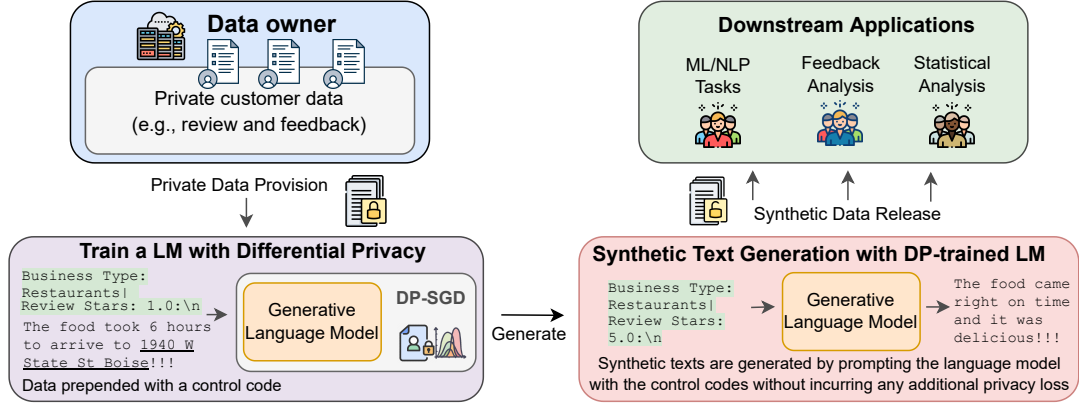 Data owner
Private customer data
(e.g., review and feedback)
Private Data Provision
Train a LM with Differential Privacy
Business Type:
Restaurants|
Review Stars: 1.0:\n
The food took 6 hours
to arrive to 1940 W
State St Boise!!!
Generative
Language Model
DP-SGD
Data prepended with a control code
Generate
Synthetic Text Generation with DP-trained LM
Business Type:
Restaurants|
Review Stars:
5.0:\n
Generative
Language Model
The food came
right on time
and it was
delicious!!!
Synthetic texts are generated by prompting the language model
with the control codes without incurring any additional privacy loss
Synthetic Data Release
Downstream Applications
ML/NLP
Tasks
Feedback
Analysis
Statistical
Analysis